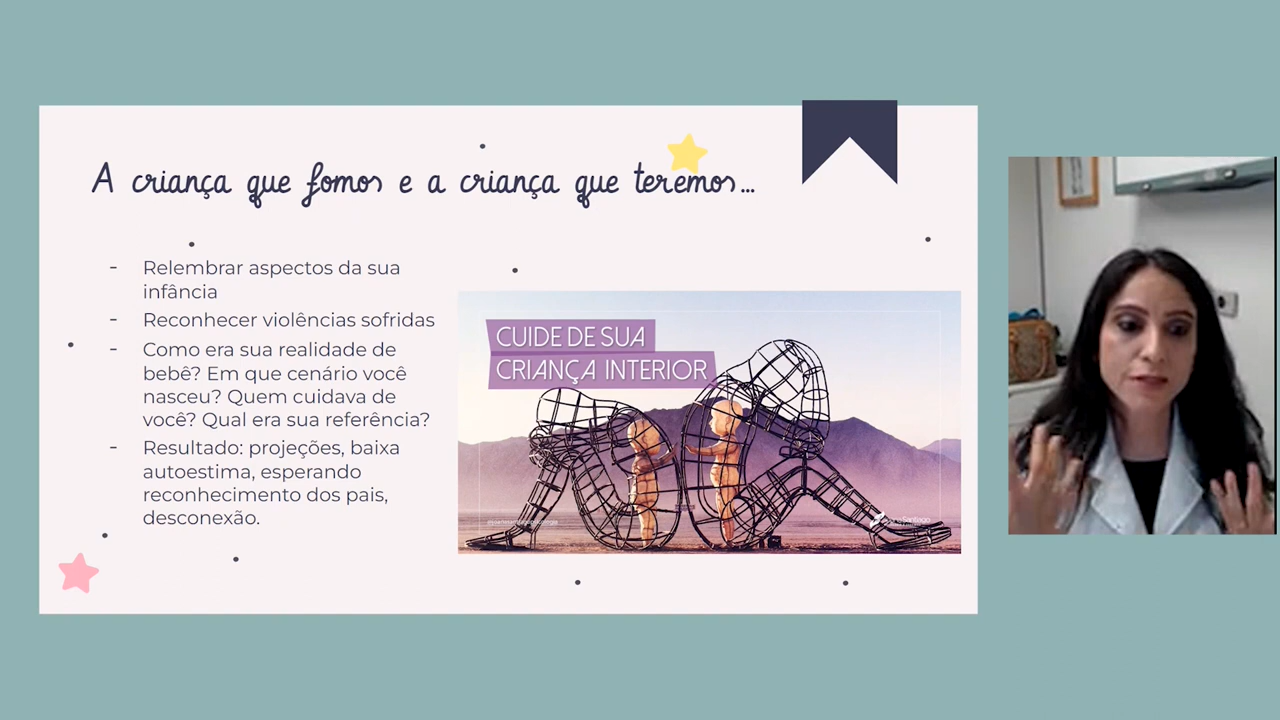 A criança que fomos e a criança que teremos...
- Relembrar aspectos da sua
infância
- Reconhecer violências sofridas
- Como era sua realidade de
bebê? Em que cenário você
nasceu? Quem cuidava de
você? Qual era sua referência?
- Resultado: projeções, baixa
autoestima, esperando
reconhecimento dos pais,
desconexão.
CUIDE DE SUA
CRIANÇA INTERIOR